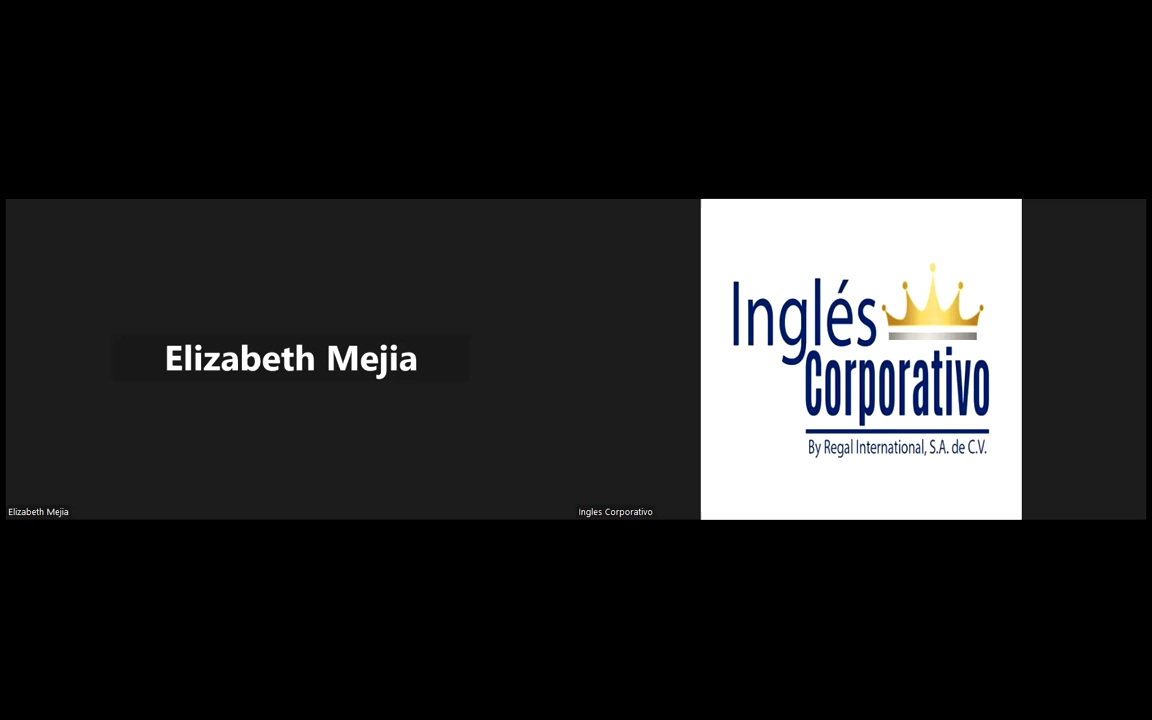 Elizabeth Mejia
Elizabeth Mejia
Inglés
Corporativo
By Regal International, S.A. de C.V.
Ingles Corporativo